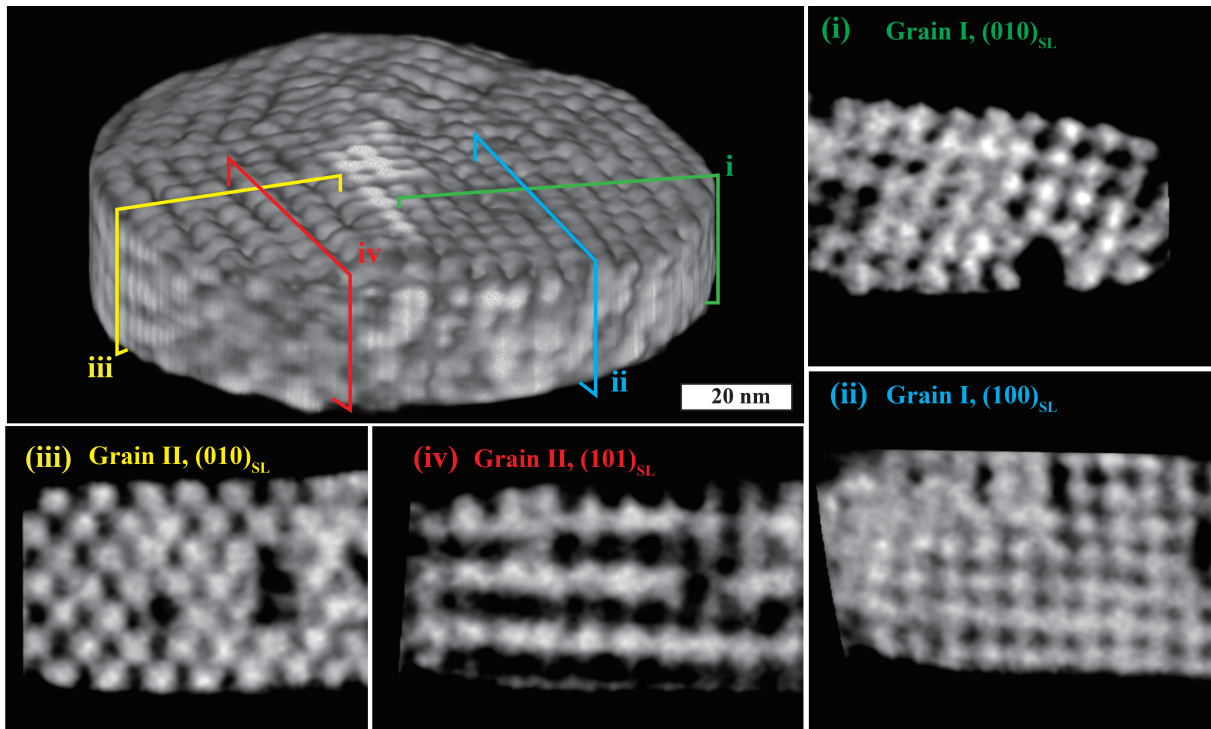 i
iv
iii
ii
20 nm
(i) Grain I, (010)SL
(ii) Grain I, (100)SL
(iii) Grain II, (010)SL
(iv) Grain II, (101)SL